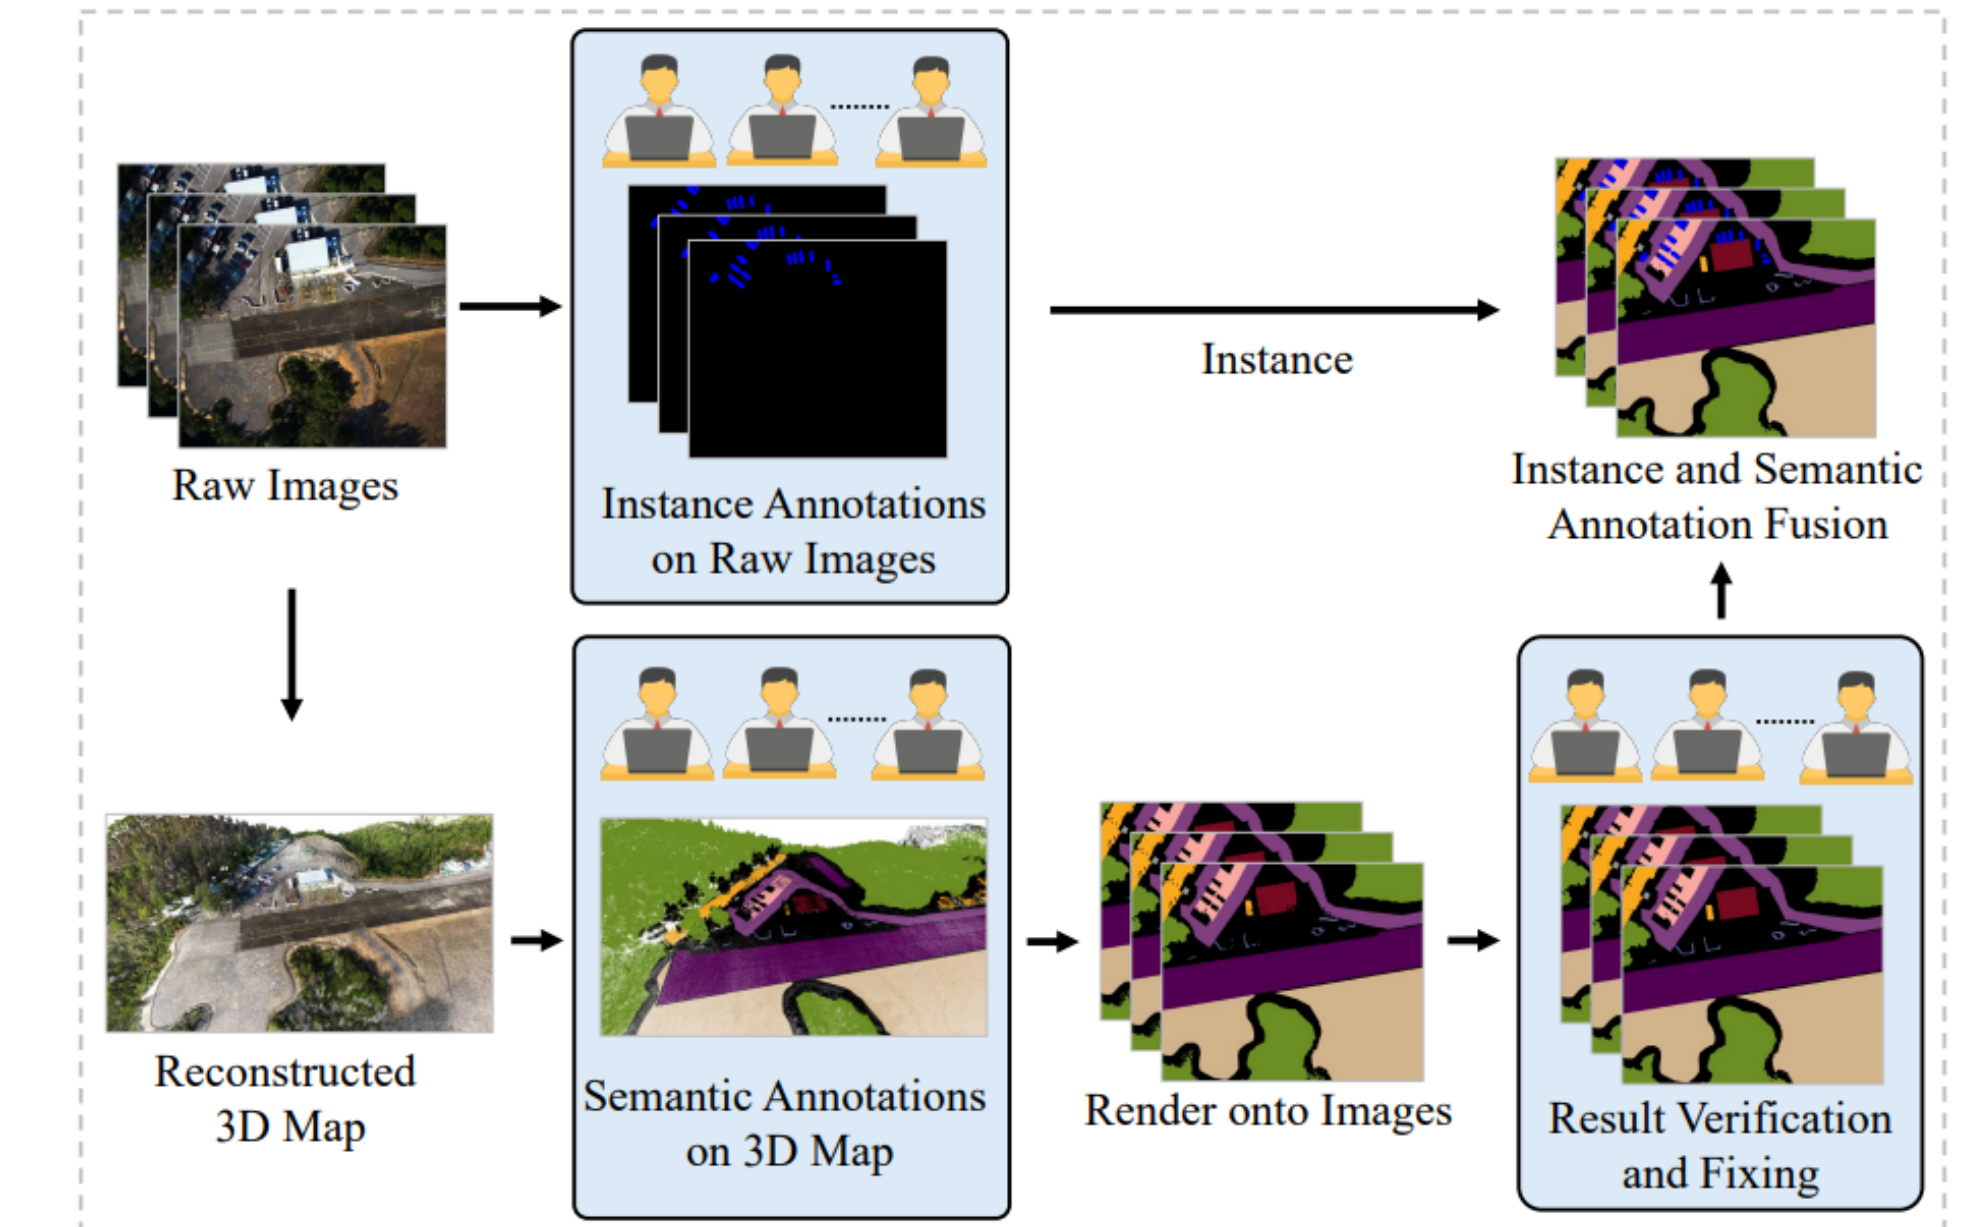 Raw Images
Instance Annotations
on Raw Images
Instance
Instance and Semantic
Annotation Fusion
Reconstructed
3D Map
Semantic Annotations
on 3D Map
Render onto Images
Result Verification
and Fixing